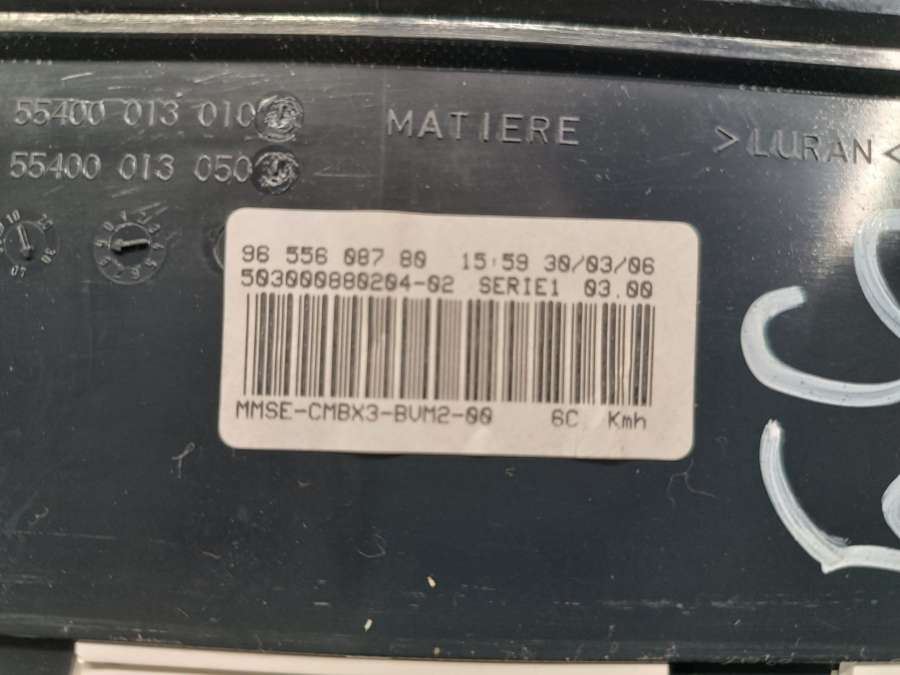 55400 013 010
55400 013 050
MATIERE
>LURAN<
96 556 087 80 15:59 30/03/06
503000880204-02 SERIE1 03.00
MMSE-CMBX3-BVM2-00 6C Kmh